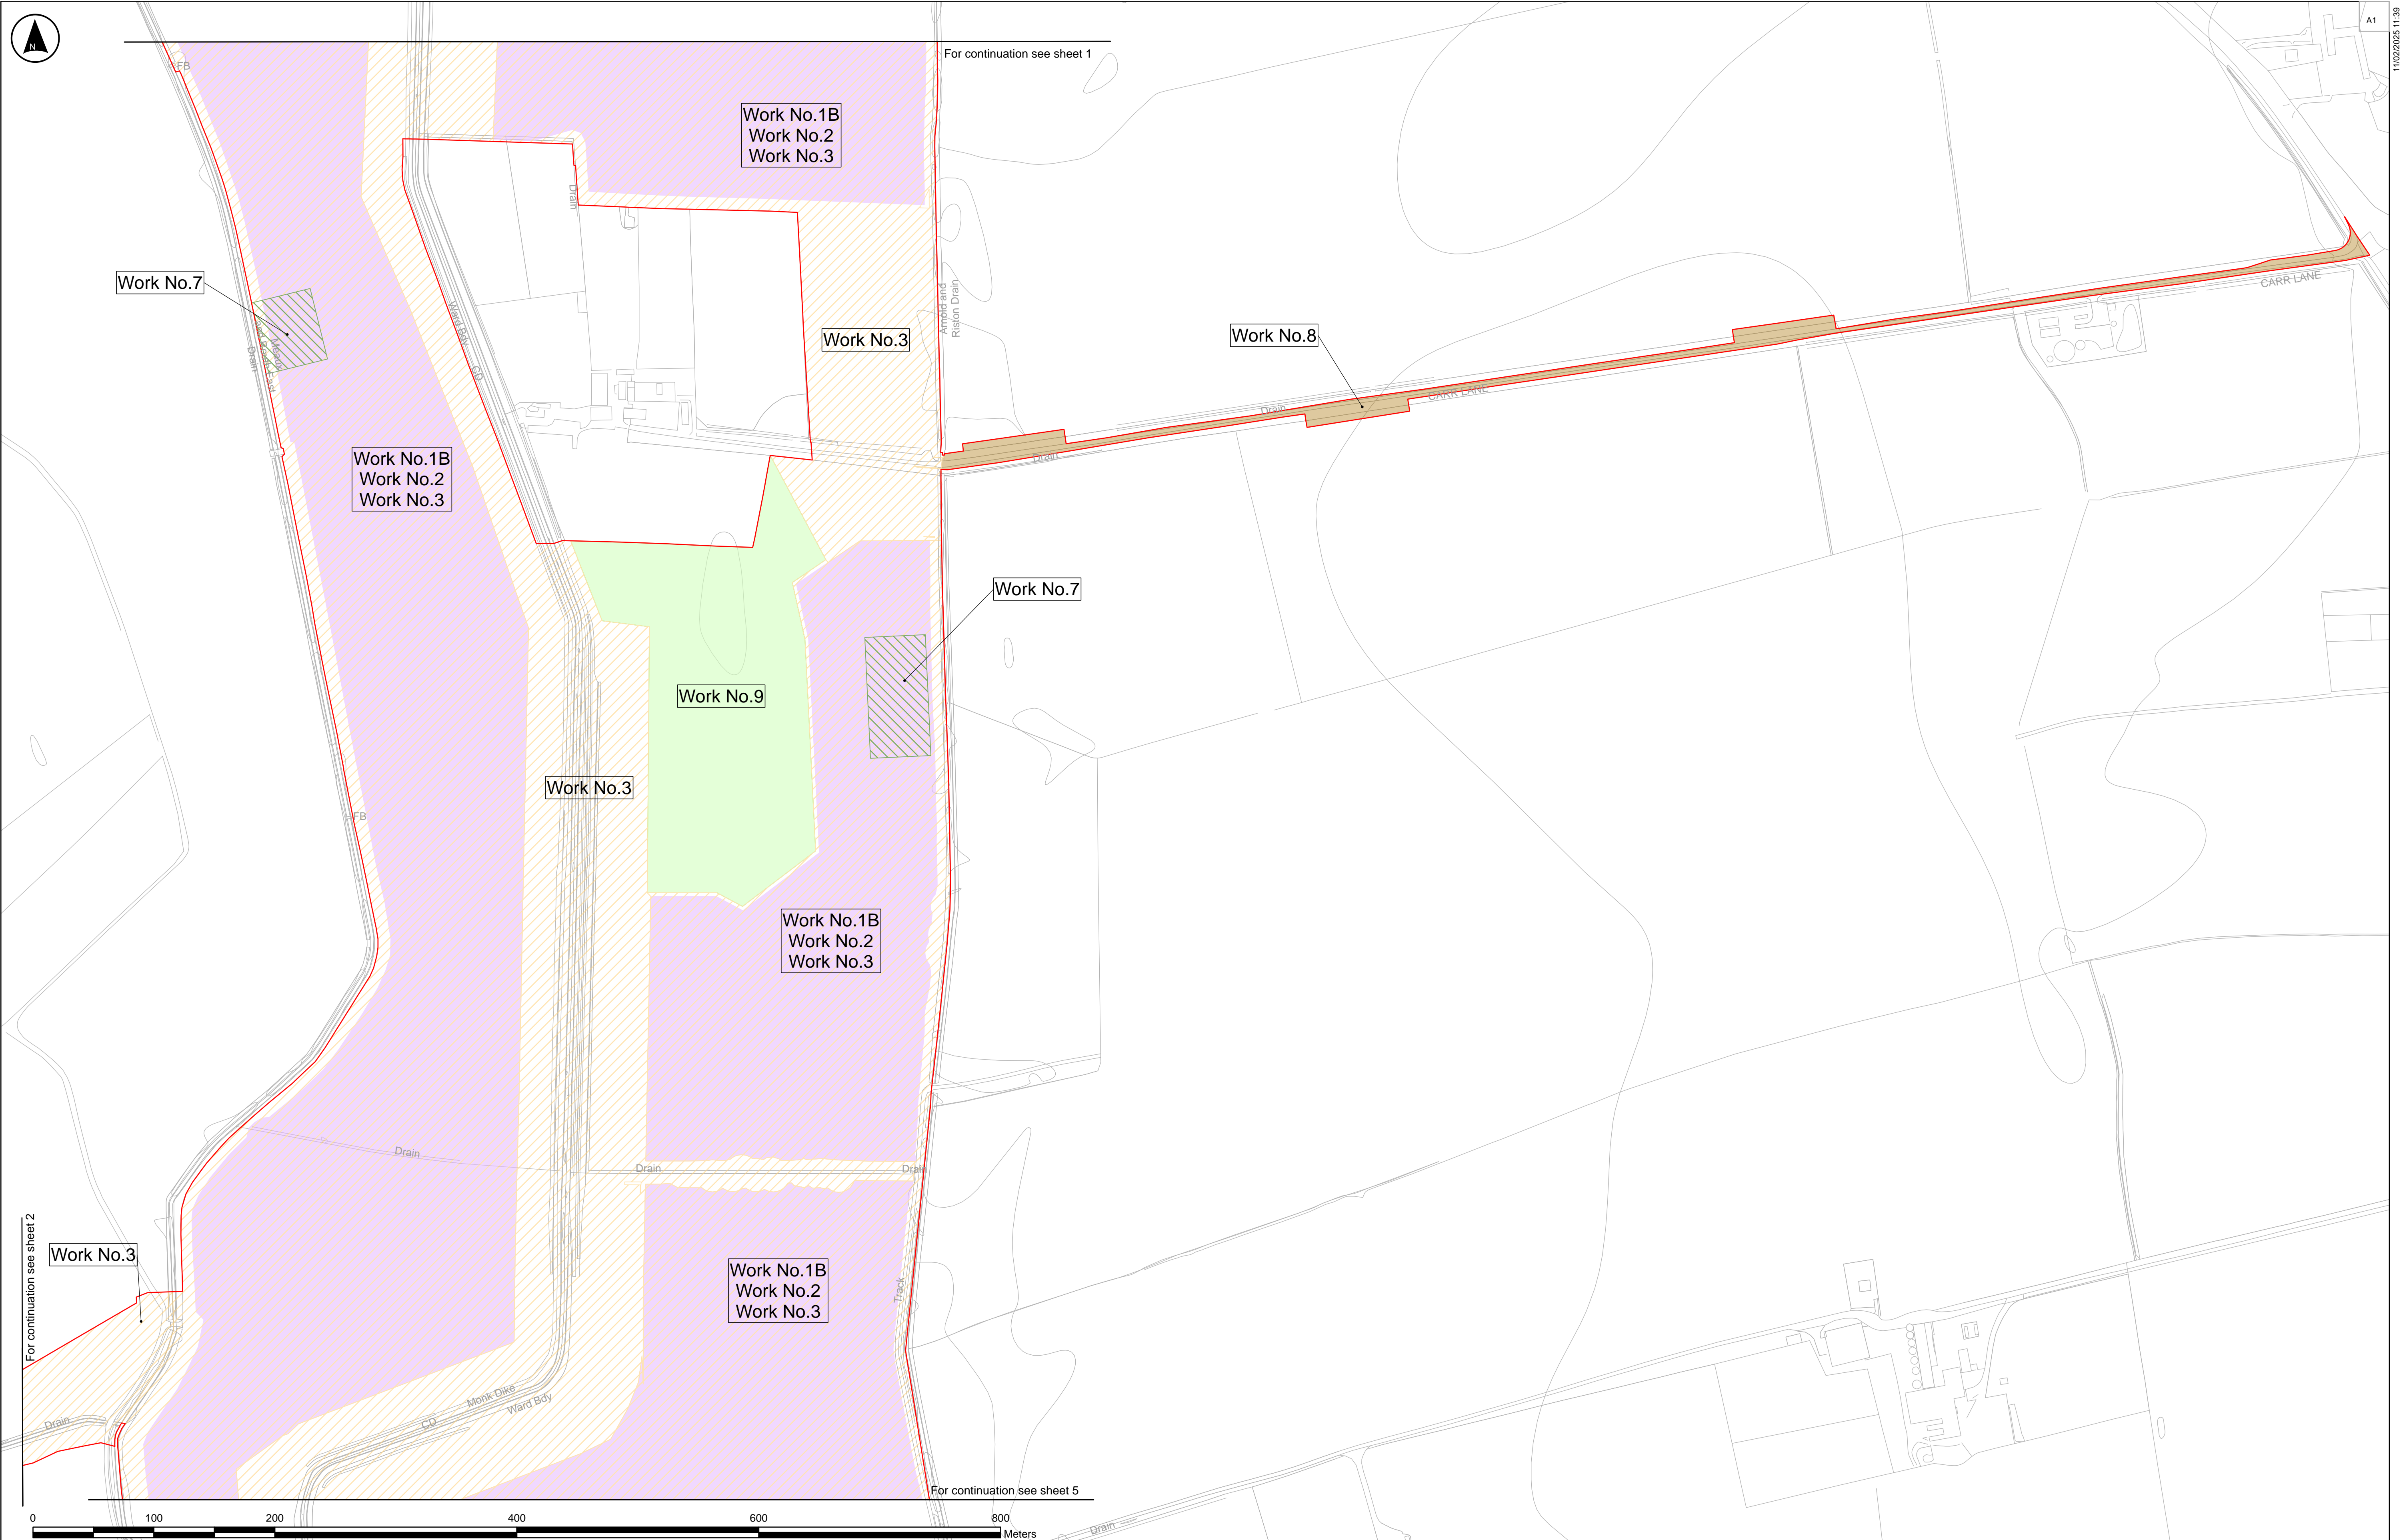 N
A1
11/02/2025 11:39
For continuation see sheet 1
FB
Work No.1B
Work No.2
Work No.3
Drain
Work No.7
Ward Bdy
CD
Arnold and
Riston Drain
Work No.3
Work No.8
CARR LANE
Drain
CARR LANE
Drain
Drain
Work No.1B
Work No.2
Work No.3
Work No.7
Work No.9
Work No.3
FB
Work No.1B
Work No.2
Work No.3
Drain
Drain
Drain
For continuation see sheet 2
Work No.3
Work No.1B
Work No.2
Work No.3
Track
Monk Dike
CD
Ward Bdy
Drain
For continuation see sheet 5
Drain
0 100 200 400 600 800
Meters